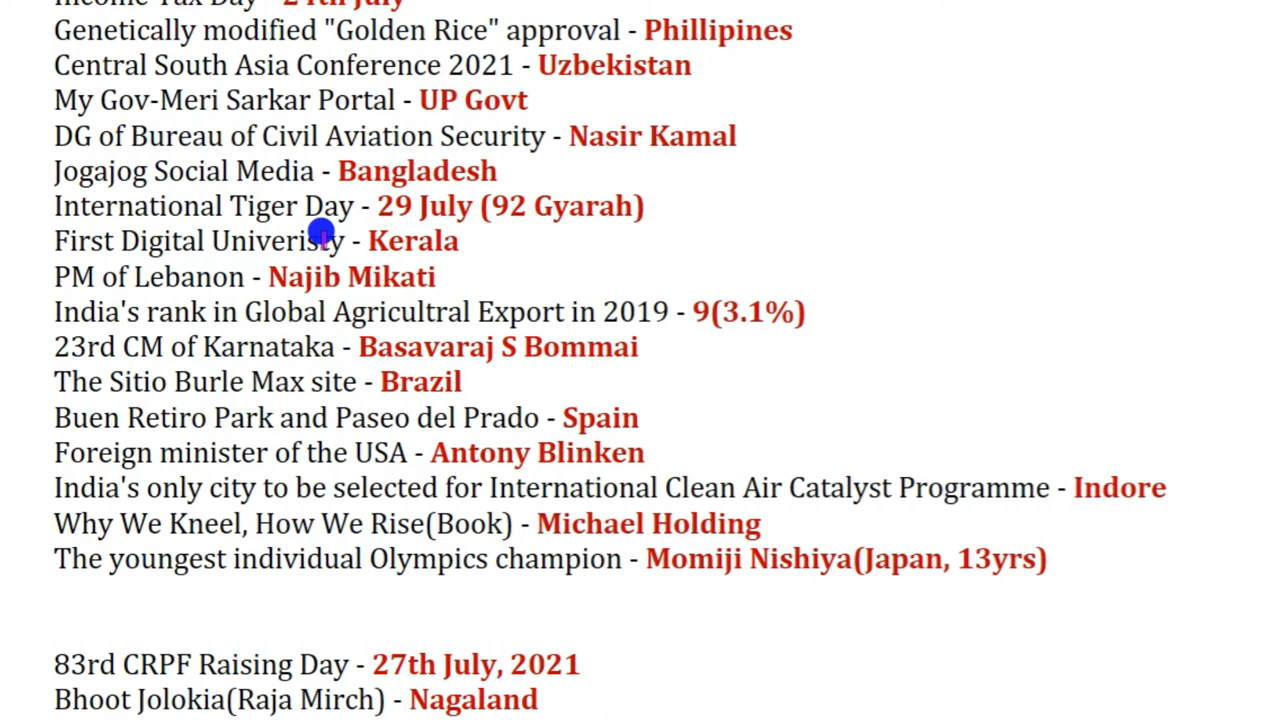 Income Tax Day - 24th July
Genetically modified "Golden Rice" approval - Phillipines
Central South Asia Conference 2021 - Uzbekistan
My Gov-Meri Sarkar Portal - UP Govt
DG of Bureau of Civil Aviation Security - Nasir Kamal
Jogajog Social Media - Bangladesh
International Tiger Day - 29 July (92 Gyarah)
First Digital Univeristy - Kerala
PM of Lebanon - Najib Mikati
India's rank in Global Agricultral Export in 2019 - 9(3.1%)
23rd CM of Karnataka - Basavaraj S Bommai
The Sitio Burle Max site - Brazil
Buen Retiro Park and Paseo del Prado - Spain
Foreign minister of the USA - Antony Blinken
India's only city to be selected for International Clean Air Catalyst Programme - Indore
Why We Kneel, How We Rise(Book) - Michael Holding
The youngest individual Olympics champion - Momiji Nishiya(Japan, 13yrs)
83rd CRPF Raising Day - 27th July, 2021
Bhoot Jolokia(Raja Mirch) - Nagaland